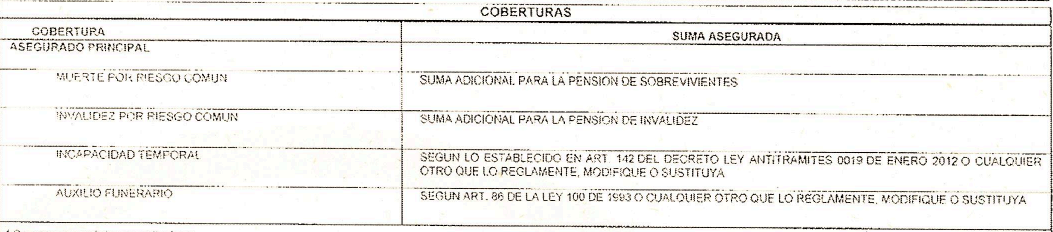 COBERTURAS
COBERTURA
SUMA ASEGURADA
ASEGURADO PRINCIPAL
MUERTE POR RIESGO COMUN
SUMA ADICIONAL PARA LA PENSION DE SOBREVIVIENTES
INVALIDEZ POR RIESGO COMUN
SUMA ADICIONAL PARA LA PENSION DE INVALIDEZ
INCAPACIDAD TEMPORAL
SEGUN LO ESTABLECIDO EN ART. 142 DEL DECRETO LEY ANTITRAMITES 0019 DE ENERO 2012 O CUALQUIER
OTRO QUE LO REGLAMENTE, MODIFIQUE O SUSTITUYA
AUXILIO FUNERARIO
SEGUN ART. 86 DE LA LEY 100 DE 1993 O CUALQUIER OTRO QUE LO REGLAMENTE, MODIFIQUE O SUSTITUYA